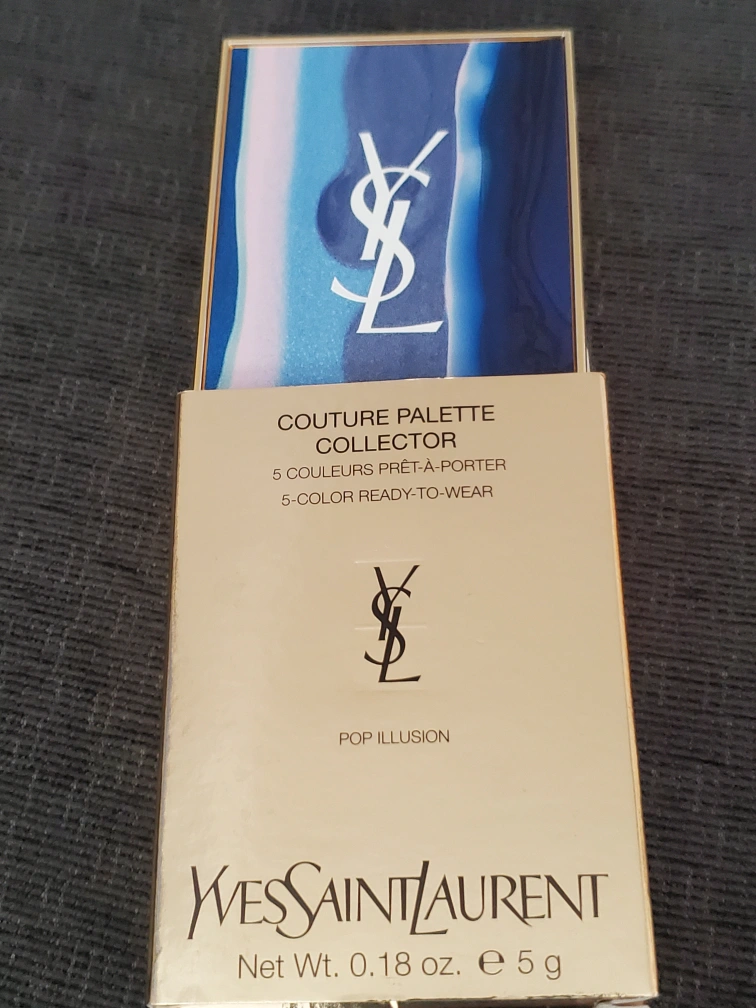 YSL
COUTURE PALETTE
COLLECTOR
5 COULEURS PRÊT-À-PORTER
5-COLOR READY-TO-WEAR
YSL
POP ILLUSION
YVESSAINTLAURENT
Net Wt. 0.18 oz. ℮ 5 g